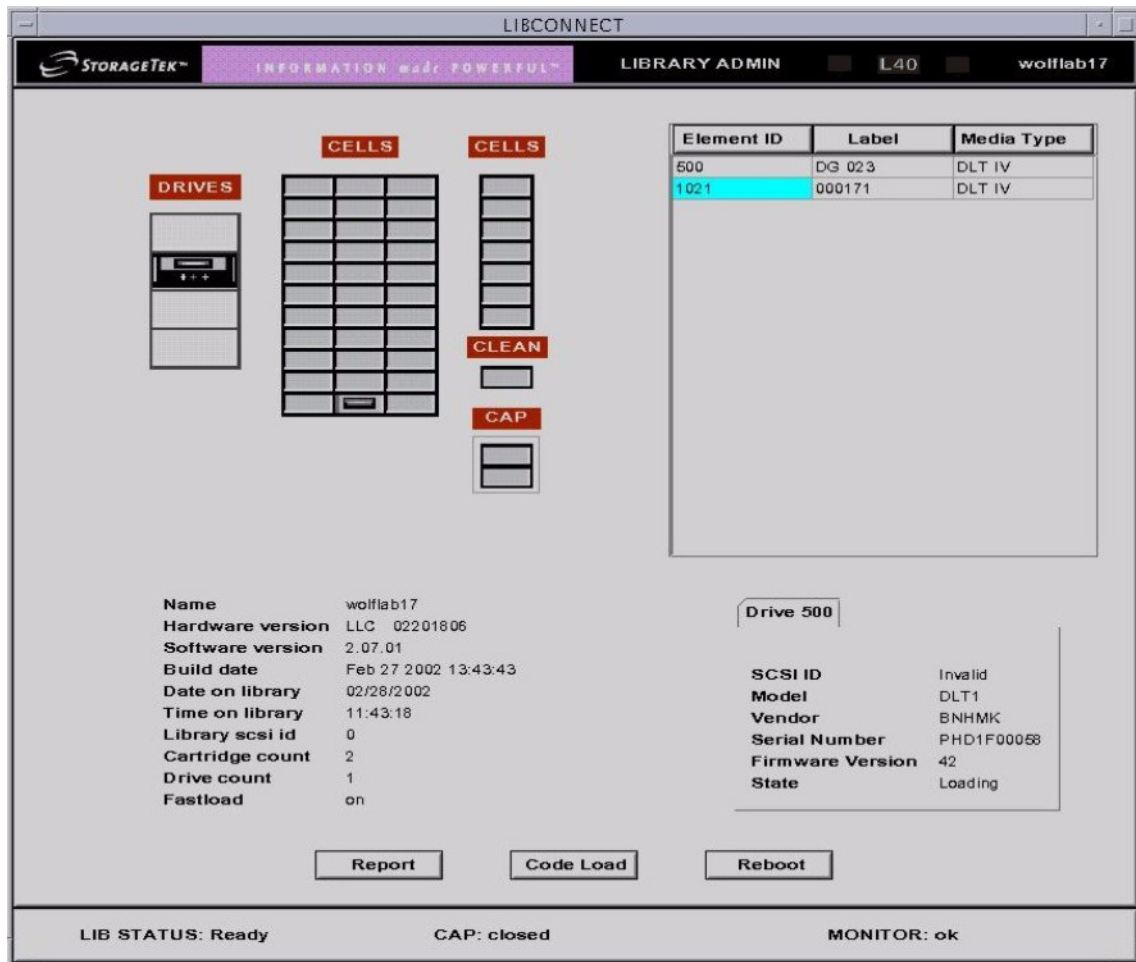 LIBCONNECT
STORAGETEK™ INFORMATION made POWERFUL™ LIBRARY ADMIN L40 wolflab17
CELLS CELLS
DRIVES
CLEAN
CAP
Element ID Label Media Type
500 DG 023 DLT IV
1021 000171 DLT IV
Name wolflab17
Hardware version LLC 02201806
Software version 2.07.01
Build date Feb 27 2002 13:43:43
Date on library 02/28/2002
Time on library 11:43:18
Library scsi id 0
Cartridge count 2
Drive count 1
Fastload on
Drive 500
SCSI ID Invalid
Model DLT1
Vendor BNHMK
Serial Number PHD1F00058
Firmware Version 42
State Loading
Report Code Load Reboot
LIB STATUS: Ready CAP: closed MONITOR: ok